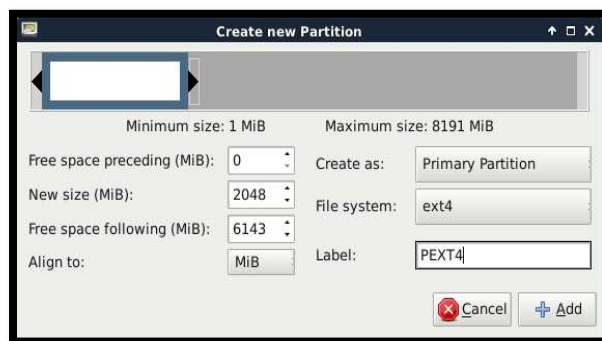 Create new Partition
Minimum size: 1 MiB Maximum size: 8191 MiB
Free space preceding (MiB): 0
Create as: Primary Partition
New size (MiB): 2048
File system: ext4
Free space following (MiB): 6143
Align to: MiB
Label: PEXT4
Cancel Add